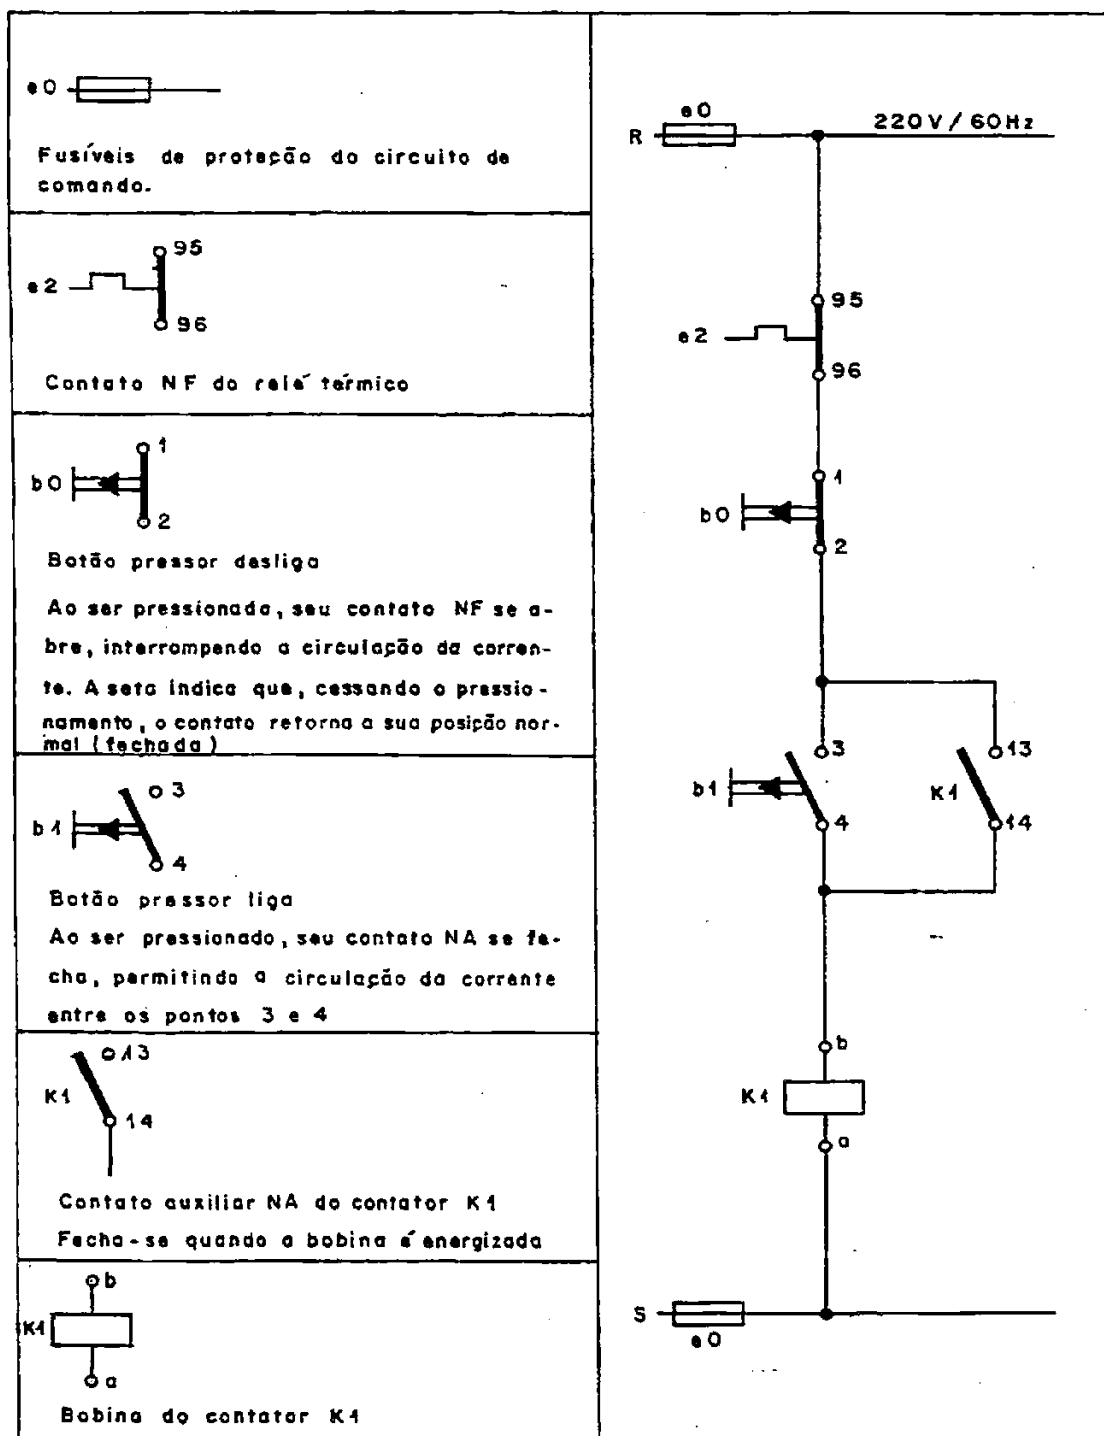 e0
Fusíveis de proteção do circuito de
comando.
95
e2
96
Contato NF do relé térmico
1
b0
2
Botão pressor desliga
Ao ser pressionada, seu contato NF se a-
bre, interrompendo a circulação da corren-
te. A seta indica que, cessando o pressio-
namento, o contato retorna a sua posição nor-
mal (fechada)
3
b1
4
Botão pressor liga
Ao ser pressionado, seu contato NA se fe-
cha, permitindo a circulação da corrente
entre os pontos 3 e 4
13
K1
14
Contato auxiliar NA do contator K1
Fecha-se quando a bobina é energizada
b
K1
a
Bobina do contator K1
e0
R
220V / 60Hz
95
e2
96
1
b0
2
3
13
b1
K1
4
14
b
K1
a
S
e0